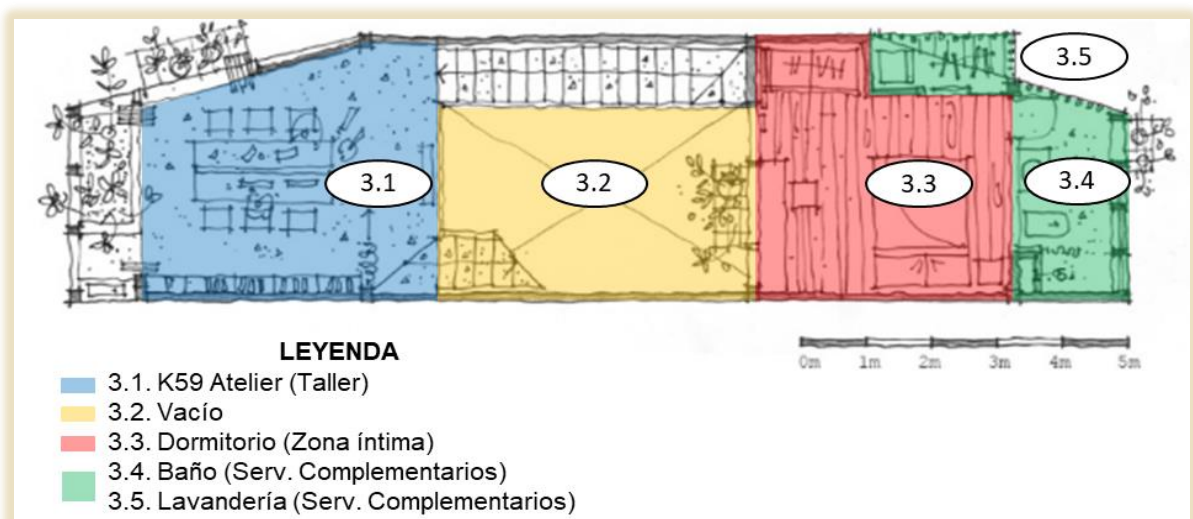 3.5
3.1
3.2
3.3
3.4
0m 1m 2m 3m 4m 5m
LEYENDA
3.1. K59 Atelier (Taller)
3.2. Vacío
3.3. Dormitorio (Zona íntima)
3.4. Baño (Serv. Complementarios)
3.5. Lavandería (Serv. Complementarios)